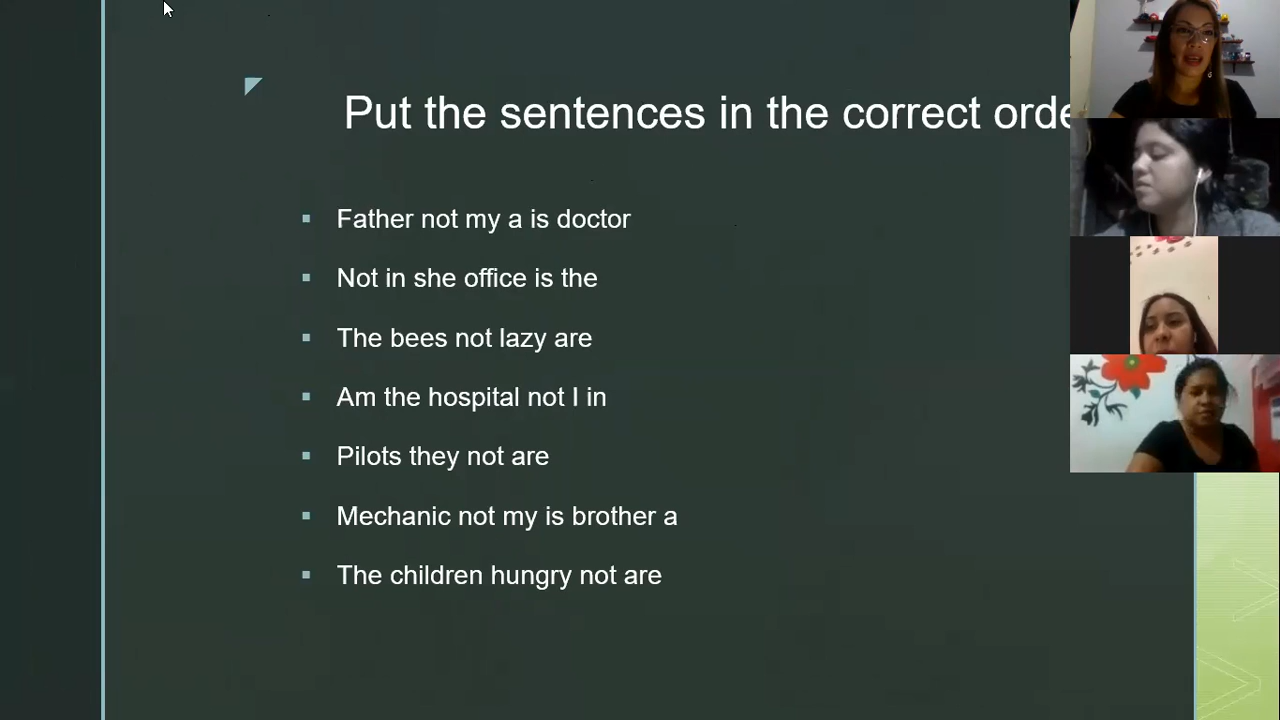 Put the sentences in the correct orde
Father not my a is doctor
Not in she office is the
The bees not lazy are
Am the hospital not I in
Pilots they not are
Mechanic not my is brother a
The children hungry not are